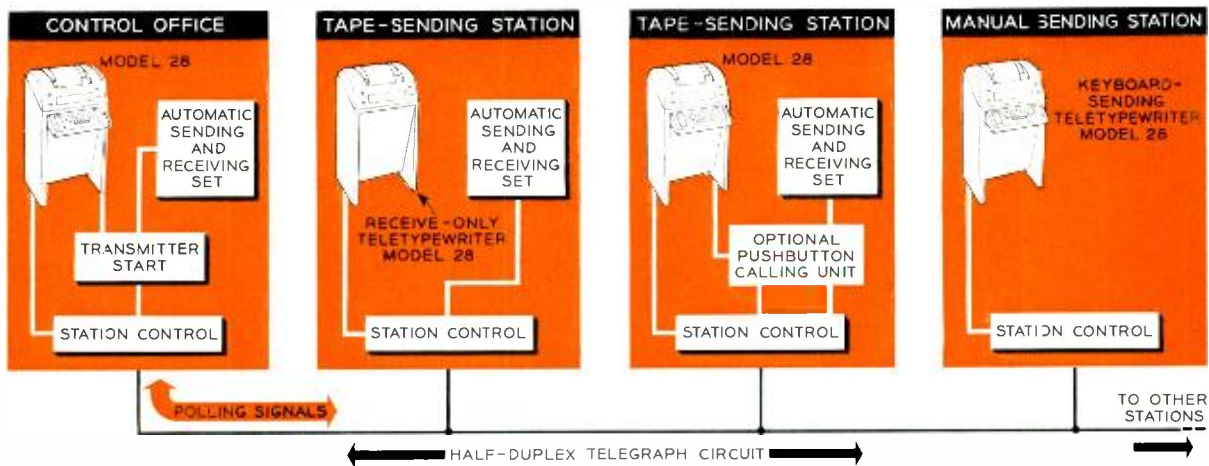 CONTROL OFFICE
MODEL 28
AUTOMATIC
SENDING
AND
RECEIVING
SET
TRANSMITTER
START
STATION CONTROL
TAPE-SENDING STATION
RECEIVE-ONLY
TELETYPEWRITER
MODEL 28
AUTOMATIC
SENDING
AND
RECEIVING
SET
STATION CONTROL
TAPE-SENDING STATION
MODEL 28
AUTOMATIC
SENDING
AND
RECEIVING
SET
OPTIONAL
PUSHBUTTON
CALLING UNIT
STATION CONTROL
MANUAL SENDING STATION
KEYBOARD-
SENDING
TELETYPEWRITER
MODEL 28
STATION CONTROL
POLLING SIGNALS
TO OTHER
STATIONS
HALF-DUPLEX TELEGRAPH CIRCUIT